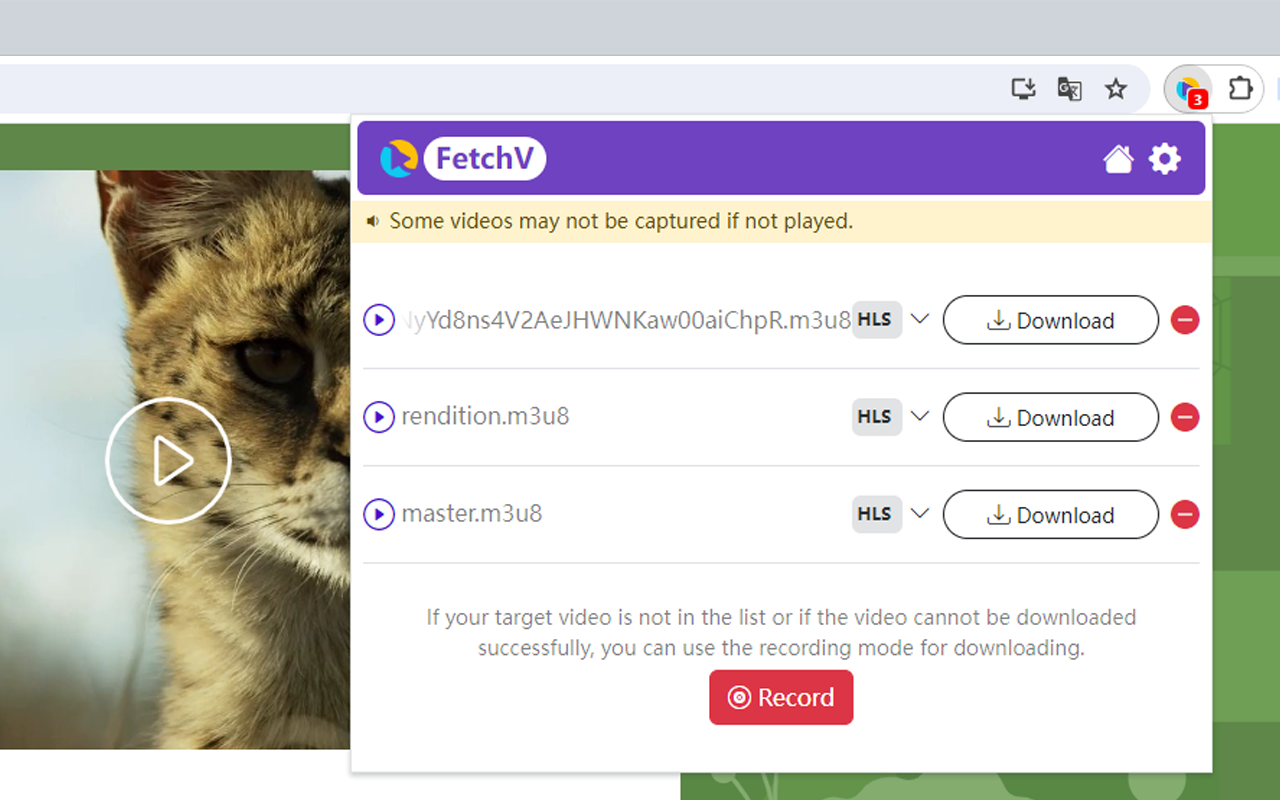 3
FetchV
Some videos may not be captured if not played.
yYd8ns4V2AeJHWNKaw00aiChpR.m3u8 HLS Download
rendition.m3u8 HLS Download
master.m3u8 HLS Download
If your target video is not in the list or if the video cannot be downloaded
successfully, you can use the recording mode for downloading.
Record